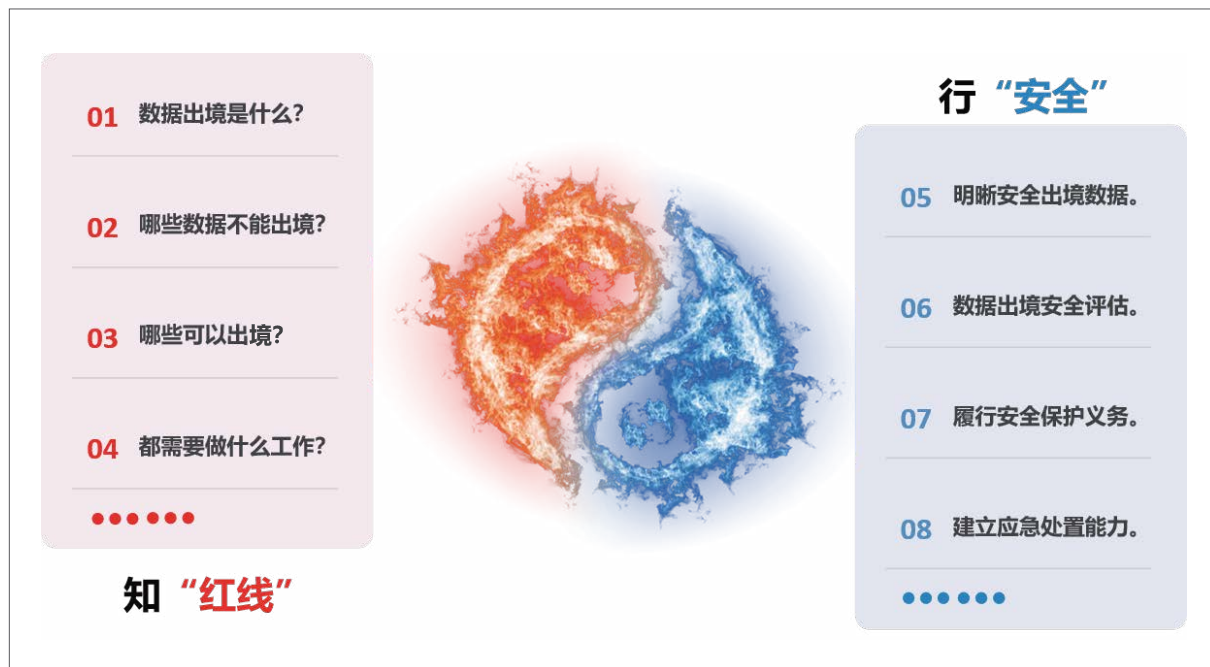 01 数据出境是什么?
02 哪些数据不能出境?
03 哪些可以出境?
04 都需要做什么工作?
知“红线”
行“安全”
05 明晰安全出境数据。
06 数据出境安全评估。
07 履行安全保护义务。
08 建立应急处置能力。